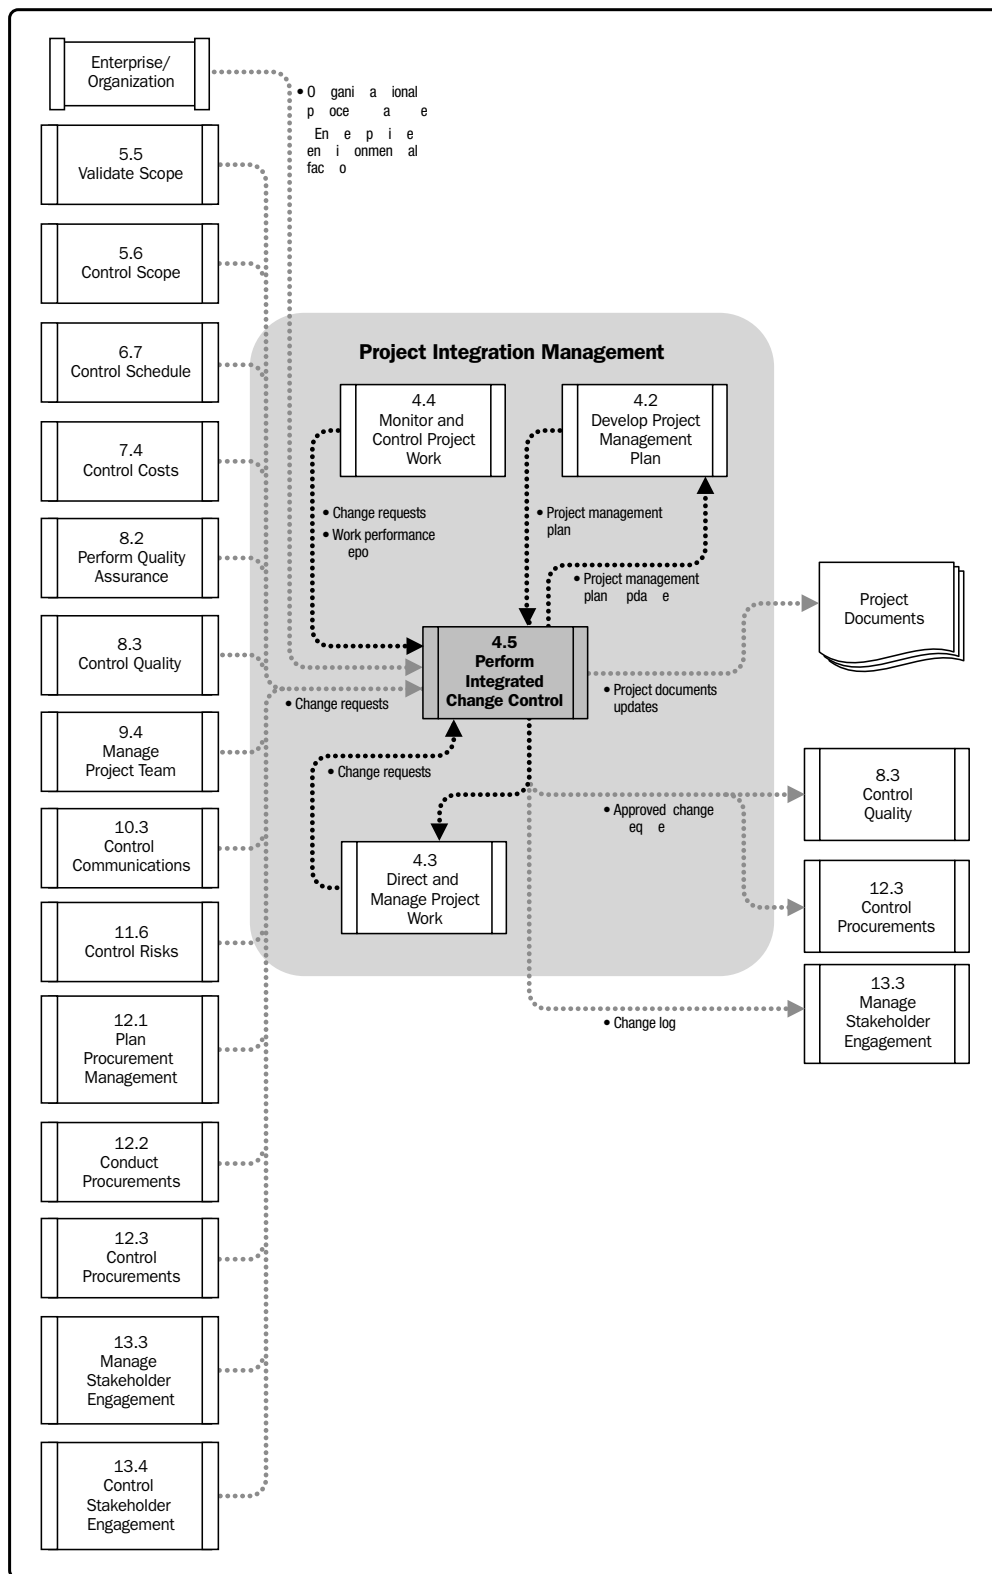 Enterprise/
Organization
• O gani a ional
p oce a e
En e p i e
en i onmen al
fac o
5.5
Validate Scope
5.6
Control Scope
6.7
Control Schedule
7.4
Control Costs
8.2
Perform Quality
Assurance
8.3
Control Quality
9.4
Manage
Project Team
10.3
Control
Communications
11.6
Control Risks
12.1
Plan
Procurement
Management
12.2
Conduct
Procurements
12.3
Control
Procurements
13.3
Manage
Stakeholder
Engagement
13.4
Control
Stakeholder
Engagement
Project Integration Management
4.4
Monitor and
Control Project
Work
4.2
Develop Project
Management
Plan
• Change requests
• Work performance
epo
• Project management
plan
• Project management
plan pda e
4.5
Perform
Integrated
Change Control
• Change requests
• Project documents
updates
• Change requests
• Approved change
eq e
4.3
Direct and
Manage Project
Work
• Change log
Project
Documents
8.3
Control
Quality
12.3
Control
Procurements
13.3
Manage
Stakeholder
Engagement